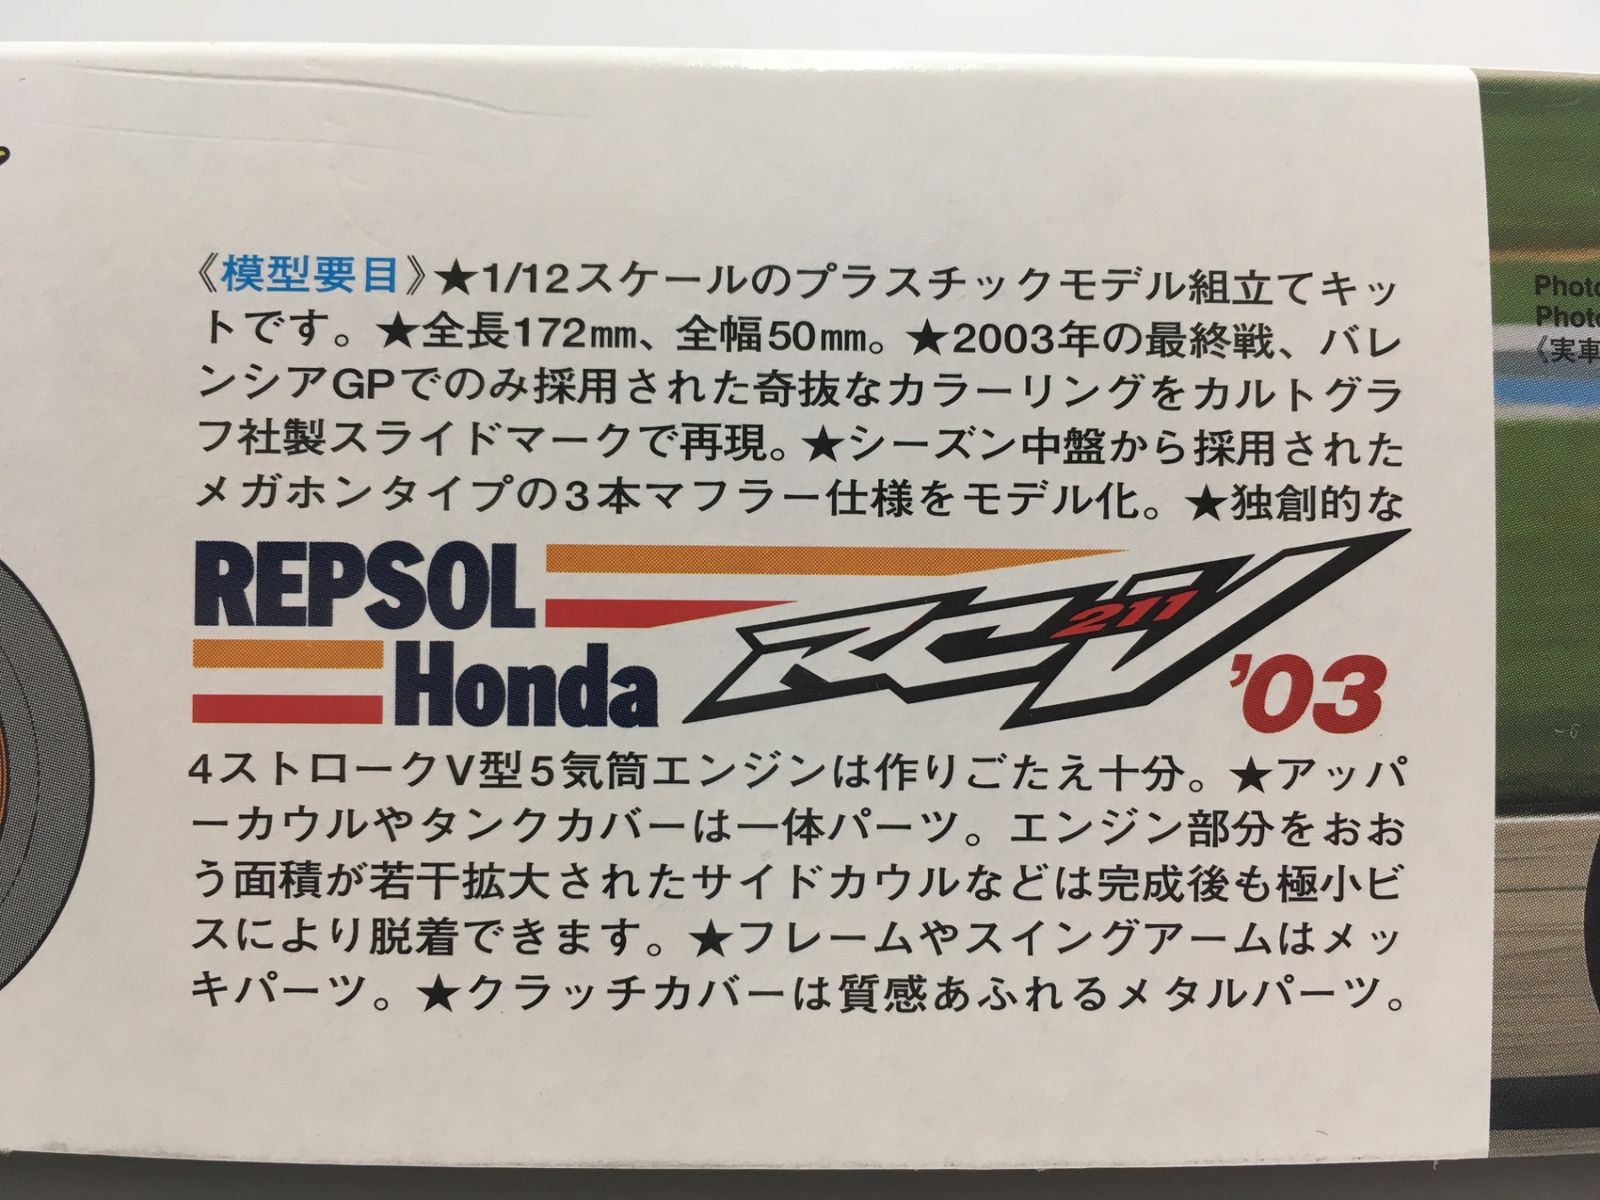 《模型要目》★1/12スケールのプラスチックモデル組立てキッ
トです。★全長172㎜、全幅50㎜。★2003年の最終戦、バレ
ンシアGPでのみ採用された奇抜なカラーリングをカルトグラ
フ社製スライドマークで再現。★シーズン中盤から採用された
メガホンタイプの3本マフラー仕様をモデル化。★独創的な
REPSOL
Honda
RCV
211
'03
4ストロークV型5気筒エンジンは作りごたえ十分。★アッパ
ーカウルやタンクカバーは一体パーツ。エンジン部分をおお
う面積が若干拡大されたサイドカウルなどは完成後も極小ビ
スにより脱着できます。★フレームやスイングアームはメッ
キパーツ。★クラッチカバーは質感あふれるメタルパーツ。
Photo
Photo
《実車